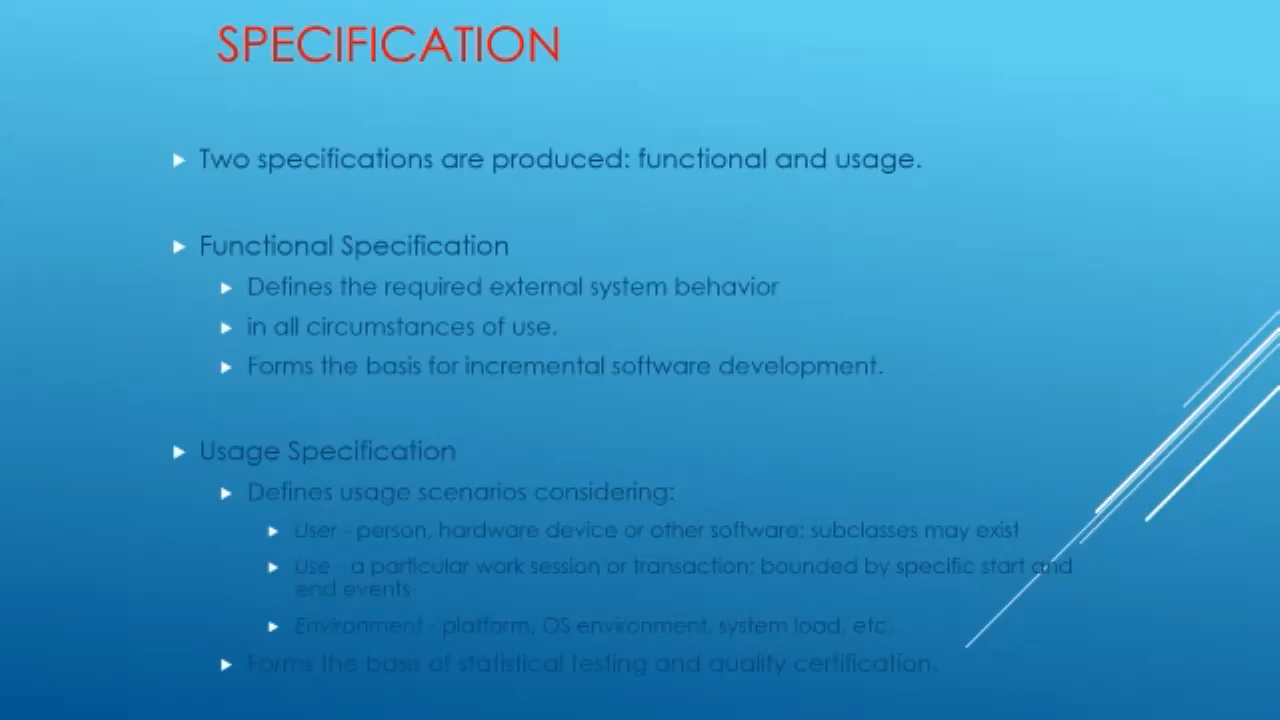 SPECIFICATION
Two specifications are produced: functional and usage.
Functional Specification
Defines the required external system behavior
in all circumstances of use.
Forms the basis for incremental software development.
Usage Specification
Defines usage scenarios considering:
User - person, hardware device or other software; subclasses may exist
Use - a particular work session or transaction; bounded by specific start and
end events
Environment - platform, OS environment, system load, etc.
Forms the basis of statistical testing and quality certification.